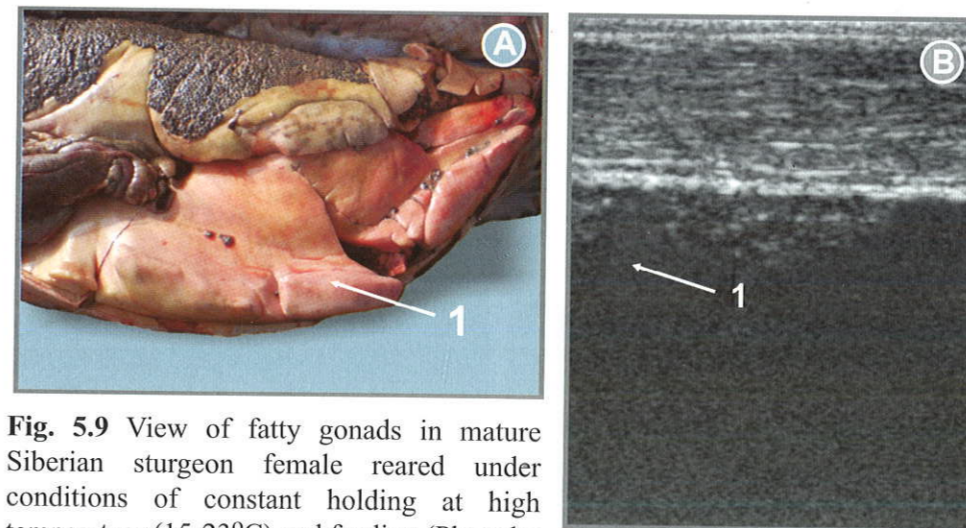 A
B
1
1
Fig. 5.9 View of fatty gonads in mature
Siberian sturgeon female reared under
conditions of constant holding at high